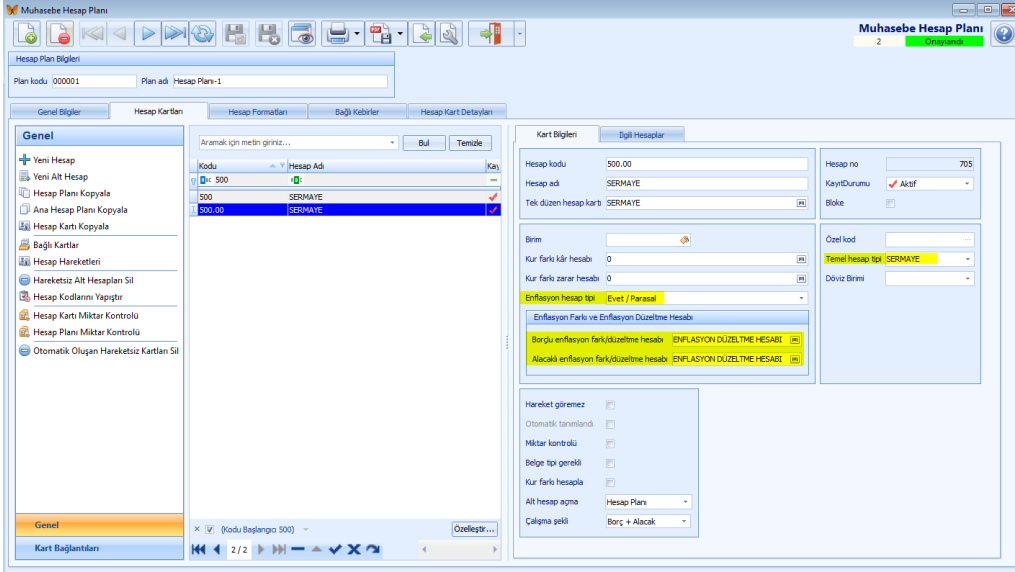 Muhasebe Hesap Planı
Muhasebe Hesap Planı
2 Onaylandı
Hesap Plan Bilgileri
Plan kodu 000001 Plan adı Hesap Planı-1
Genel Bilgiler Hesap Kartları Hesap Formatları Bağlı Kebirler Hesap Kart Detayları
Genel
Yeni Hesap
Yeni Alt Hesap
Hesap Planı Kopyala
Ana Hesap Planı Kopyala
Hesap Kartı Kopyala
Bağlı Kartlar
Hesap Hareketleri
Hareketsiz Alt Hesapları Sil
Hesap Kodlarını Yapıştır
Hesap Kartı Miktar Kontrolü
Hesap Planı Miktar Kontrolü
Otomatik Oluşan Hareketsiz Kartları Sil
Genel
Kart Bağlantıları
Aramak için metin giriniz... Bul Temizle
Kodu Hesap Adı Kay
500
500 SERMAYE
500.00 SERMAYE
(Kodu Başlangıcı 500) Özelleştir...
2 / 2
Kart Bilgileri İlgili Hesaplar
Hesap kodu 500.00
Hesap adı SERMAYE
Tek düzen hesap kartı SERMAYE
Hesap no 705
KayıtDurumu Aktif
Bloke
Birim
Kur farkı kâr hesabı 0
Kur farkı zarar hesabı 0
Enflasyon hesap tipi Evet / Parasal
Enflasyon Farkı ve Enflasyon Düzeltme Hesabı
Borçlu enflasyon fark/düzeltme hesabı ENFLASYON DÜZELTME HESABI
Alacaklı enflasyon fark/düzeltme hesabı ENFLASYON DÜZELTME HESABI
Özel kod
Temel hesap tipi SERMAYE
Döviz Birimi
Hareket göremez
Otomatik tanımlandı
Miktar kontrolü
Belge tipi gerekli
Kur farkı hesapla
Alt hesap açma Hesap Planı
Çalışma şekli Borç + Alacak